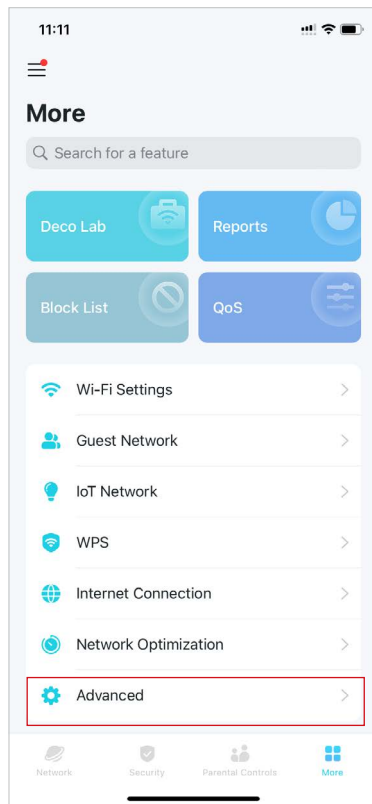 11:11
More
Search for a feature
Deco Lab
Reports
Block List
QoS
Wi-Fi Settings
Guest Network
IoT Network
WPS
Internet Connection
Network Optimization
Advanced
Network Security Parental Controls More